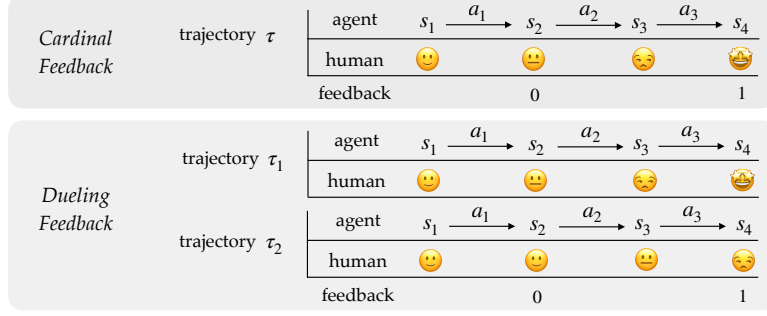 Cardinal Feedback
trajectory τ
agent s₁ a₁ s₂ a₂ s₃ a₃ s₄
human 🙂 😐 😒 🤩
feedback 0 1
Dueling Feedback
trajectory τ₁
agent s₁ a₁ s₂ a₂ s₃ a₃ s₄
human 🙂 😐 😒 🤩
trajectory τ₂
agent s₁ a₁ s₂ a₂ s₃ a₃ s₄
human 🙂 🙂 😐 😒
feedback 0 1